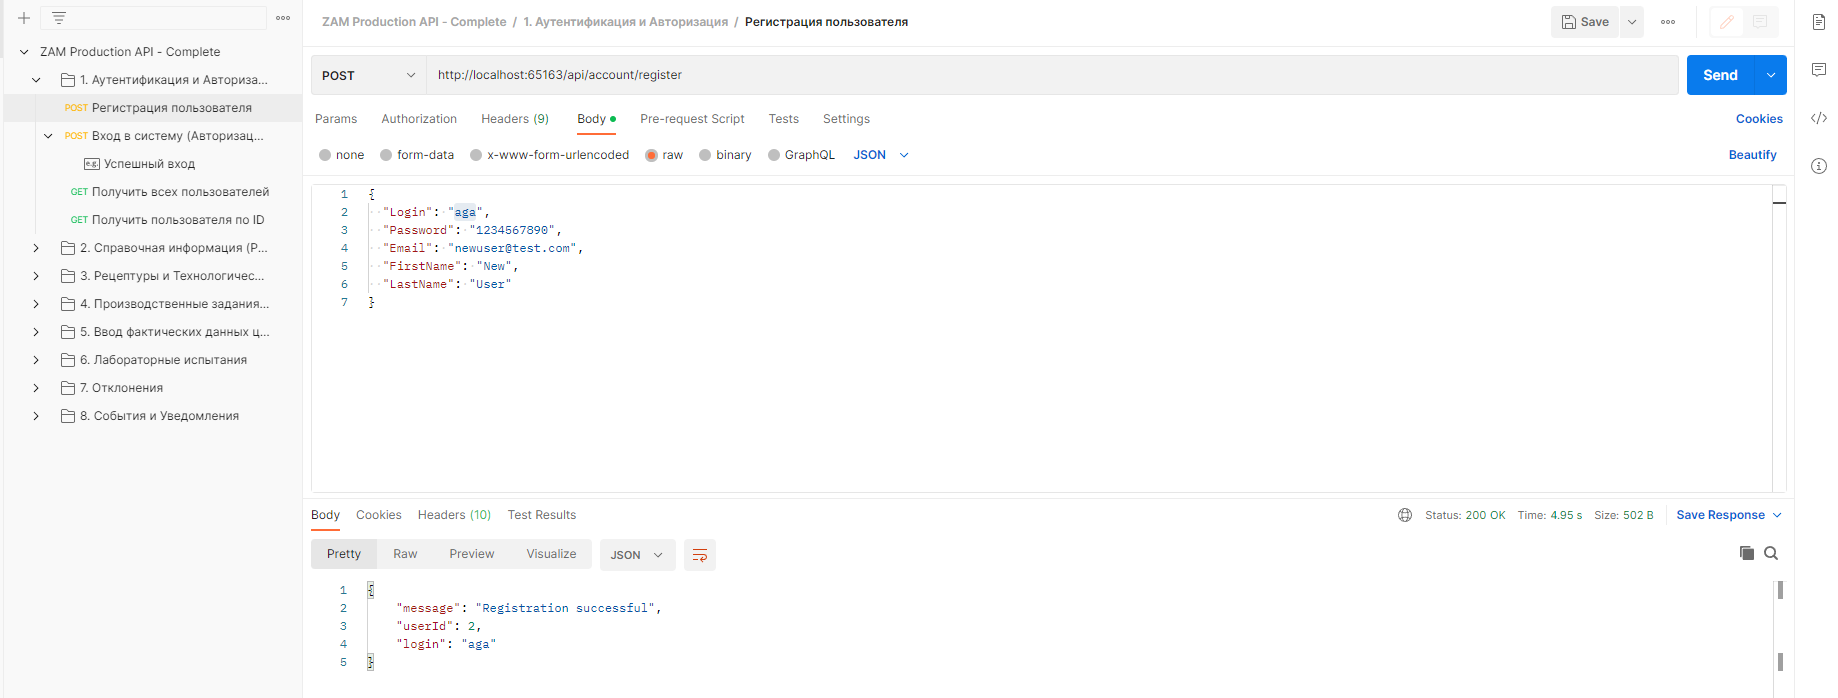 ZAM Production API - Complete
1. Аутентификация и Авториза...
POST Регистрация пользователя
POST Вход в систему (Авторизац...
e.g. Успешный вход
GET Получить всех пользователей
GET Получить пользователя по ID
2. Справочная информация (Р...
3. Рецептуры и Технологичес...
4. Производственные задания...
5. Ввод фактических данных ц...
6. Лабораторные испытания
7. Отклонения
8. События и Уведомления
ZAM Production API - Complete / 1. Аутентификация и Авторизация / Регистрация пользователя
Save
POST http://localhost:65163/api/account/register Send
Params Authorization Headers (9) Body Pre-request Script Tests Settings Cookies
none form-data x-www-form-urlencoded raw binary GraphQL JSON Beautify
1 {
2 "Login": "aga",
3 "Password": "1234567890",
4 "Email": "newuser@test.com",
5 "FirstName": "New",
6 "LastName": "User"
7 }
Body Cookies Headers (10) Test Results Status: 200 OK Time: 4.95 s Size: 502 B Save Response
Pretty Raw Preview Visualize JSON
1 {
2 "message": "Registration successful",
3 "userId": 2,
4 "login": "aga"
5 }